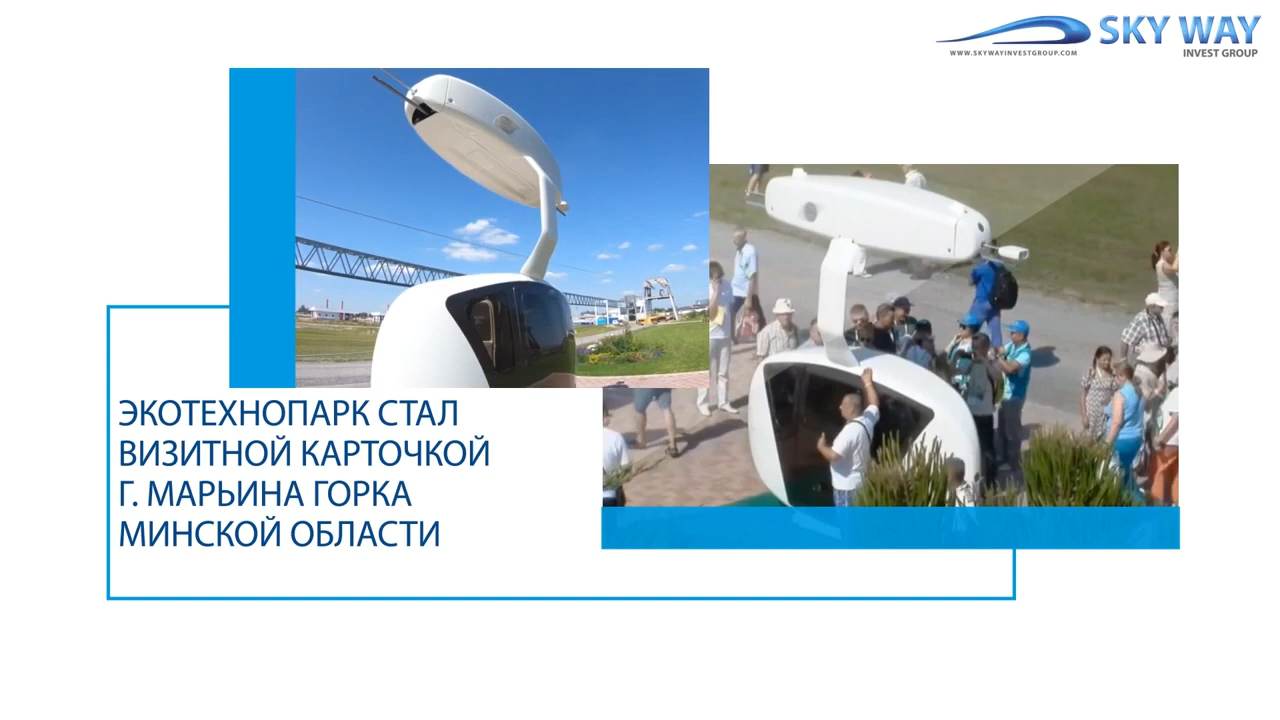 SKY WAY
WWW.SKYWAYINVESTGROUP.COM
INVEST GROUP
ЭКОТЕХНОПАРК СТАЛ
ВИЗИТНОЙ КАРТОЧКОЙ
Г. МАРЬИНА ГОРКА
МИНСКОЙ ОБЛАСТИ